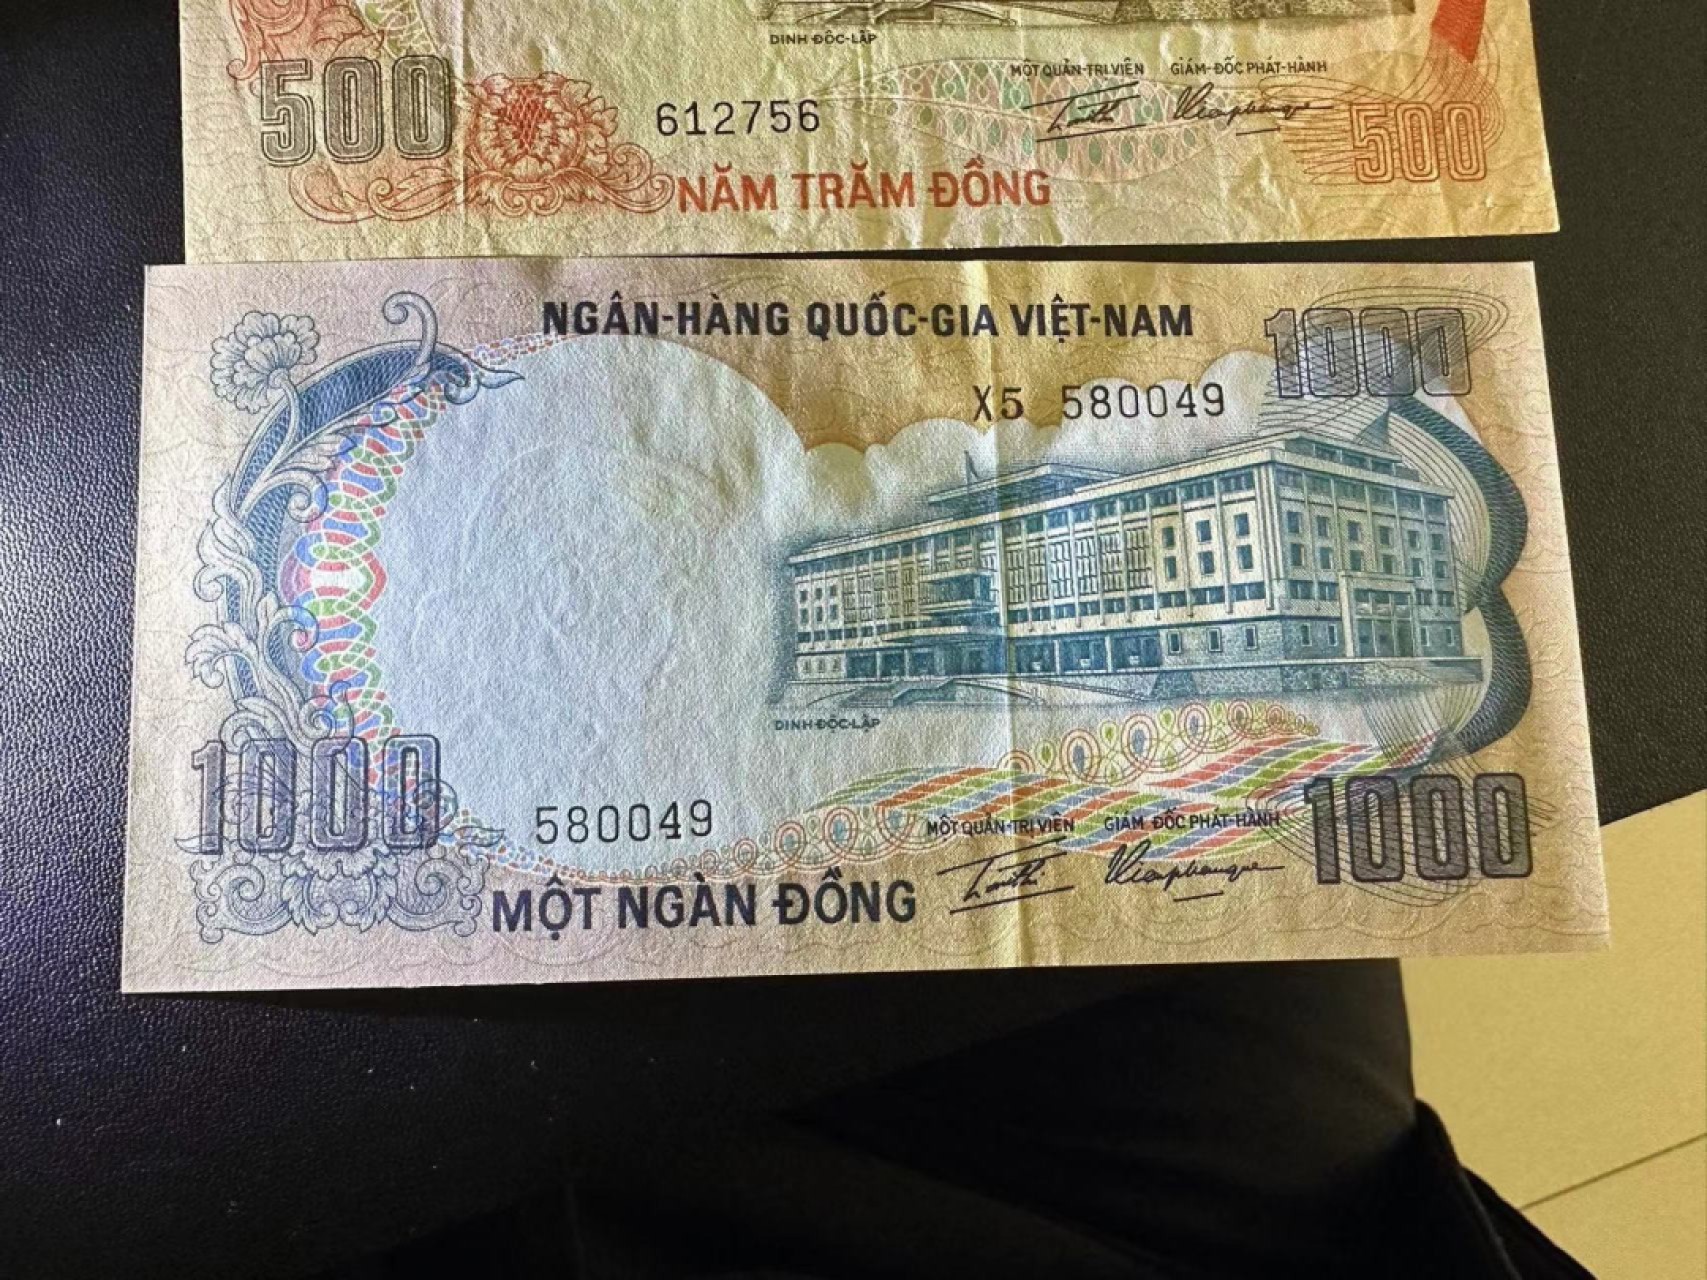 DINH ĐỘC-LẬP
MỘT QUẢN-TRỊ VIÊN GIÁM-ĐỐC PHÁT-HÀNH
500 612756 500
NĂM TRĂM ĐỒNG
NGÂN-HÀNG QUỐC-GIA VIỆT-NAM
1000
X5 580049
DINH ĐỘC-LẬP
1000 580049 1000
MỘT QUẢN-TRỊ VIÊN GIÁM ĐỐC PHÁT-HÀNH
MỘT NGÀN ĐỒNG